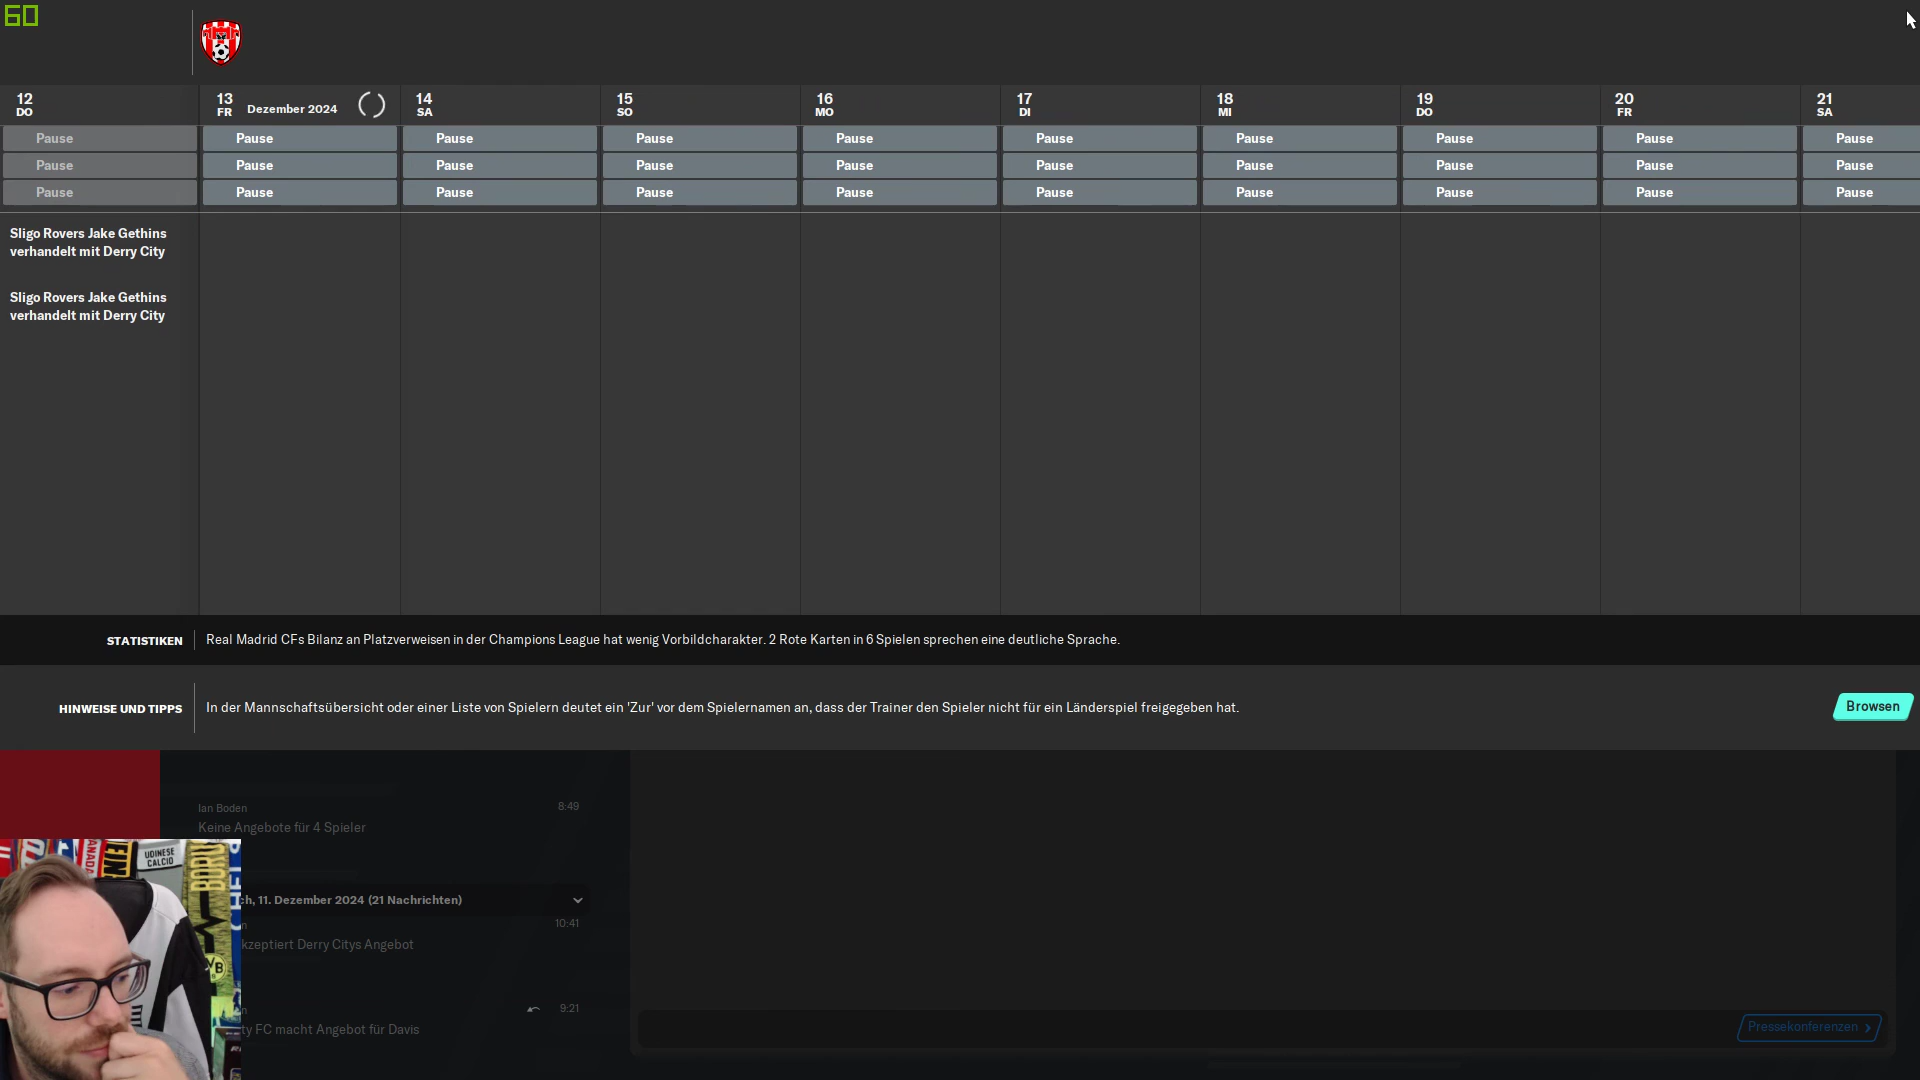 60
12
DO
13
FR
Dezember 2024
14
SA
15
SO
16
MO
17
DI
18
MI
19
DO
20
FR
21
SA
Pause Pause Pause Pause Pause Pause Pause Pause Pause Pause
Pause Pause Pause Pause Pause Pause Pause Pause Pause Pause
Pause Pause Pause Pause Pause Pause Pause Pause Pause Pause
Sligo Rovers Jake Gethins
verhandelt mit Derry City
Sligo Rovers Jake Gethins
verhandelt mit Derry City
STATISTIKEN
Real Madrid CFs Bilanz an Platzverweisen in der Champions League hat wenig Vorbildcharakter. 2 Rote Karten in 6 Spielen sprechen eine deutliche Sprache.
HINWEISE UND TIPPS
In der Mannschaftsübersicht oder einer Liste von Spielern deutet ein 'Zur' vor dem Spielernamen an, dass der Trainer den Spieler nicht für ein Länderspiel freigegeben hat.
Browsen
Ian Boden
8:49
Keine Angebote für 4 Spieler
ch, 11. Dezember 2024 (21 Nachrichten)
n
10:41
kzeptiert Derry Citys Angebot
n
9:21
ty FC macht Angebot für Davis
Pressekonferenzen
UDINESE
CALCIO
ANADA
BORU